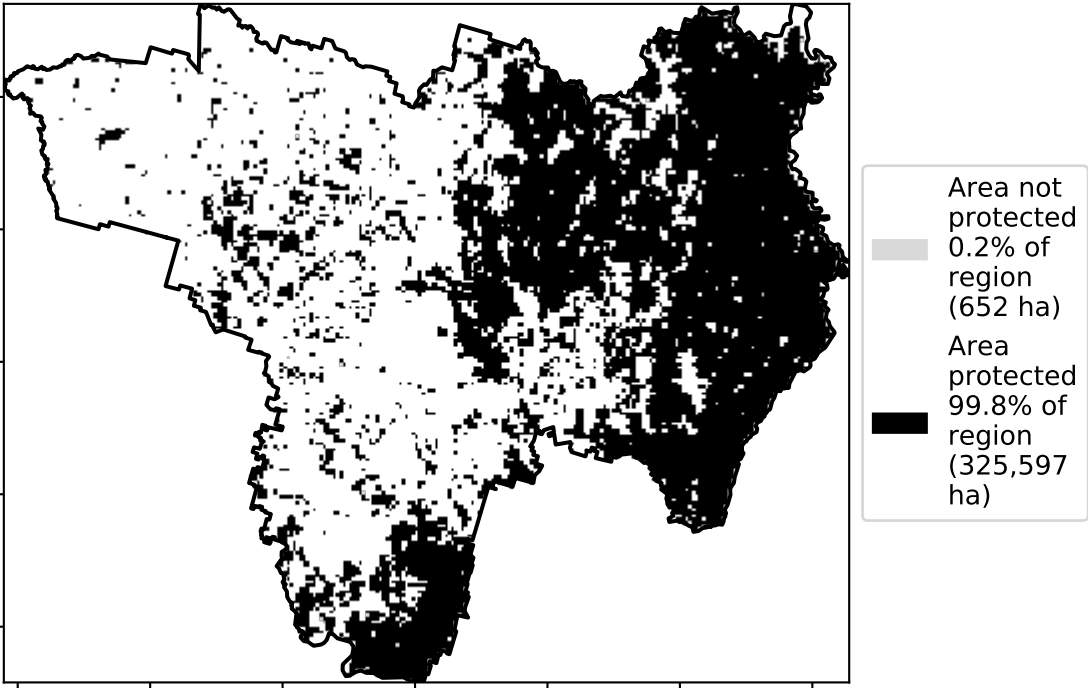 Area not
protected
0.2% of
region
(652 ha)
Area
protected
99.8% of
region
(325,597
ha)